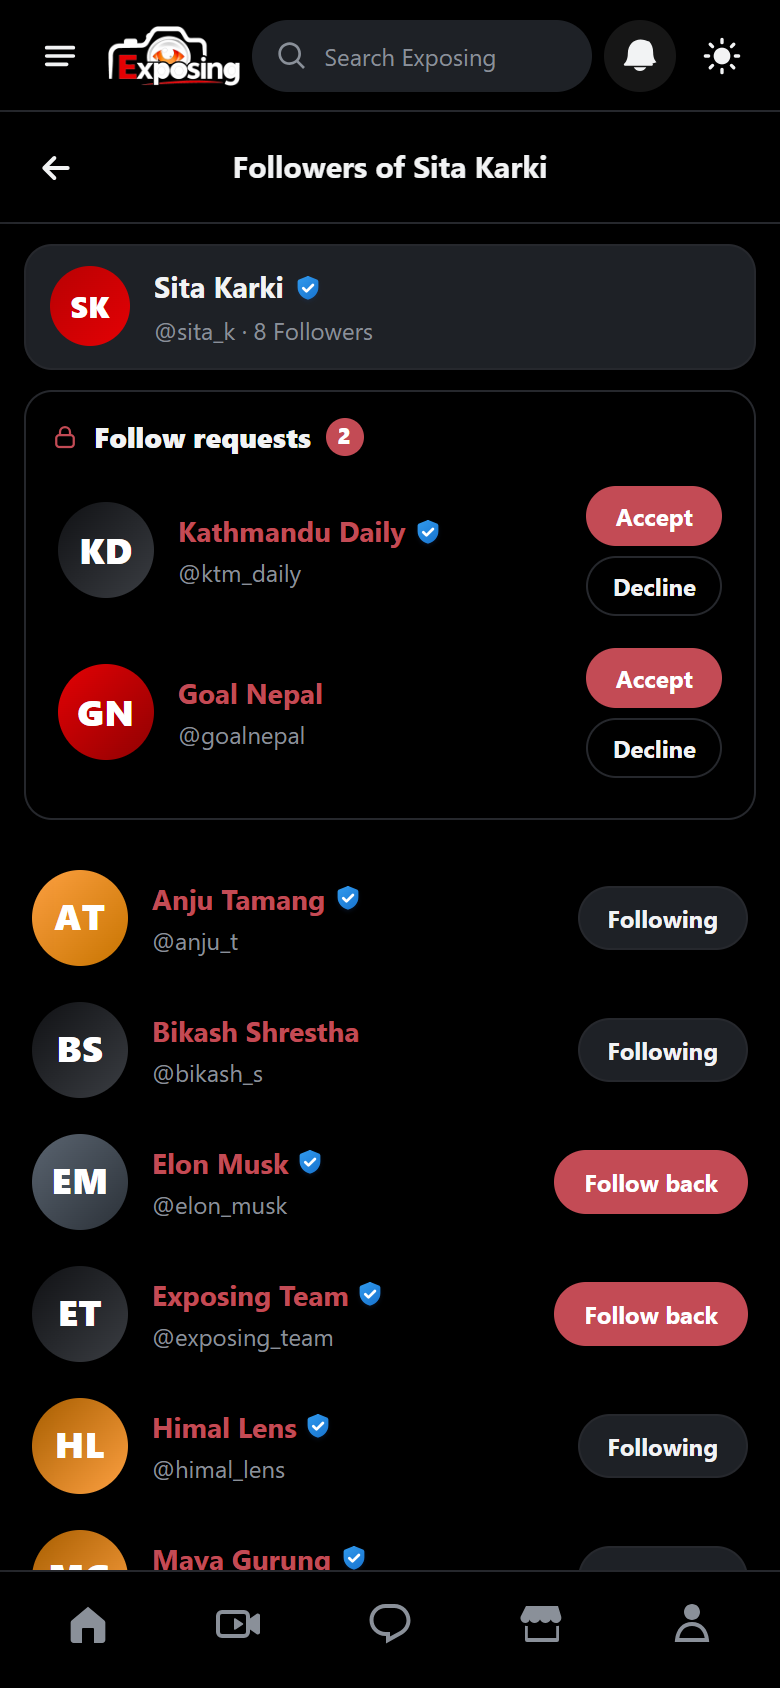 Exposing
Search Exposing
Followers of Sita Karki
SK
Sita Karki
@sita_k · 8 Followers
Follow requests 2
KD
Kathmandu Daily
@ktm_daily
Accept
Decline
GN
Goal Nepal
@goalnepal
Accept
Decline
AT
Anju Tamang
@anju_t
Following
BS
Bikash Shrestha
@bikash_s
Following
EM
Elon Musk
@elon_musk
Follow back
ET
Exposing Team
@exposing_team
Follow back
HL
Himal Lens
@himal_lens
Following
Maya Gurung